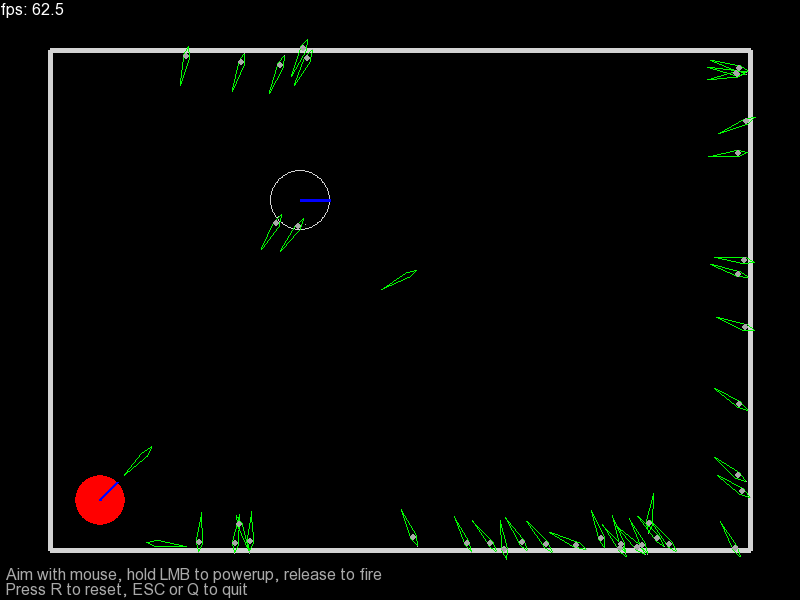 fps: 62.5
Aim with mouse, hold LMB to powerup, release to fire
Press R to reset, ESC or Q to quit